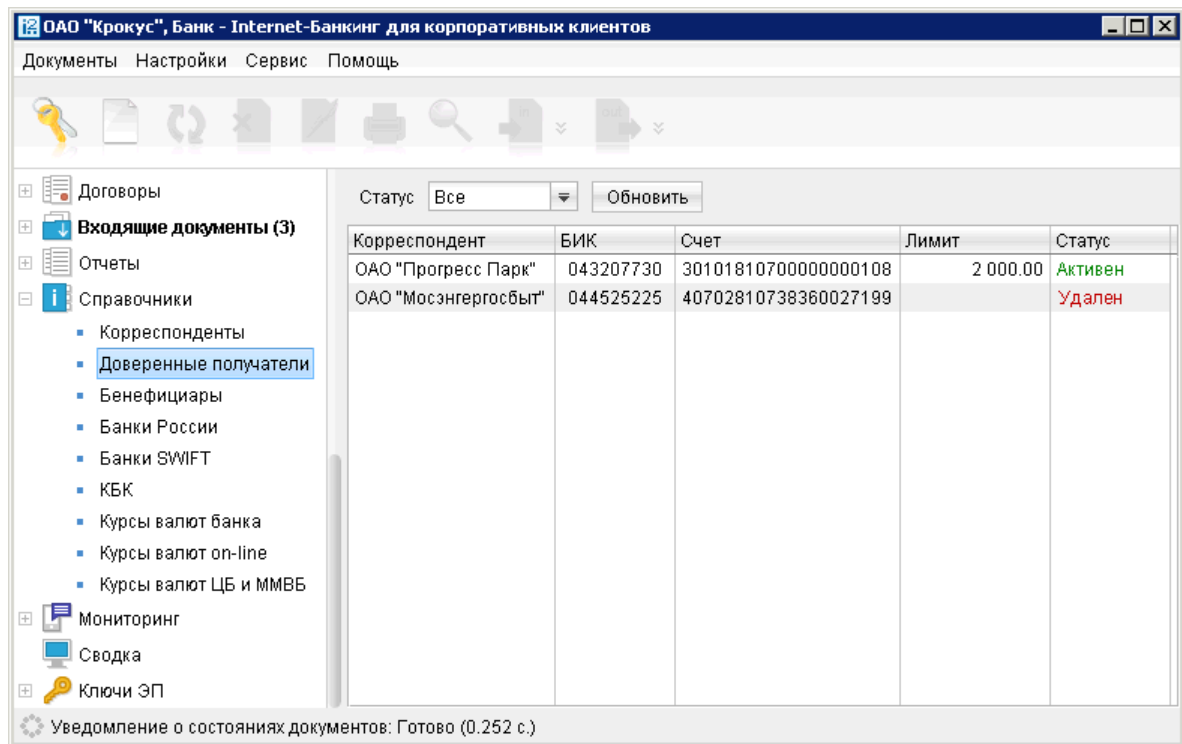 ОАО "Крокус", Банк - Internet-Банкинг для корпоративных клиентов
Документы Настройки Сервис Помощь
in out
Договоры
Входящие документы (3)
Отчеты
Справочники
Корреспонденты
Доверенные получатели
Бенефициары
Банки России
Банки SWIFT
КБК
Курсы валют банка
Курсы валют on-line
Курсы валют ЦБ и ММВБ
Мониторинг
Сводка
Ключи ЭП
Статус Все Обновить
Корреспондент БИК Счет Лимит Статус
ОАО "Прогресс Парк" 043207730 30101810700000000108 2 000.00 Активен
ОАО "Мосэнгергосбыт" 044525225 40702810738360027199 Удален
Уведомление о состояниях документов: Готово (0.252 с.)